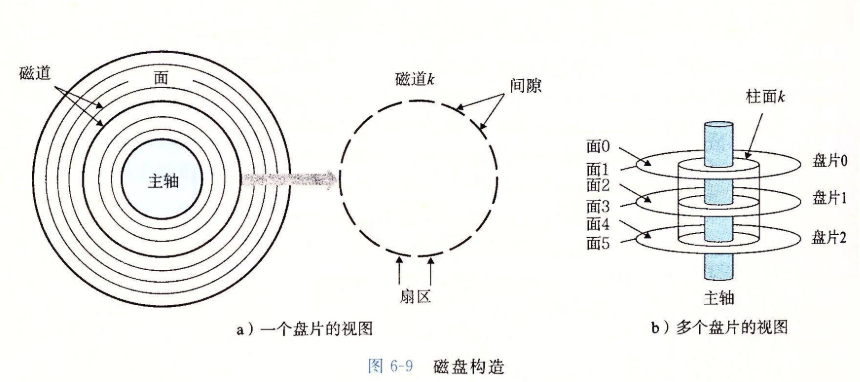 磁道
面
主轴
磁道k
间隙
扇区
a）一个盘片的视图
柱面k
面0
面1
面2
面3
面4
面5
盘片0
盘片1
盘片2
主轴
b）多个盘片的视图
图 6-9 磁盘构造